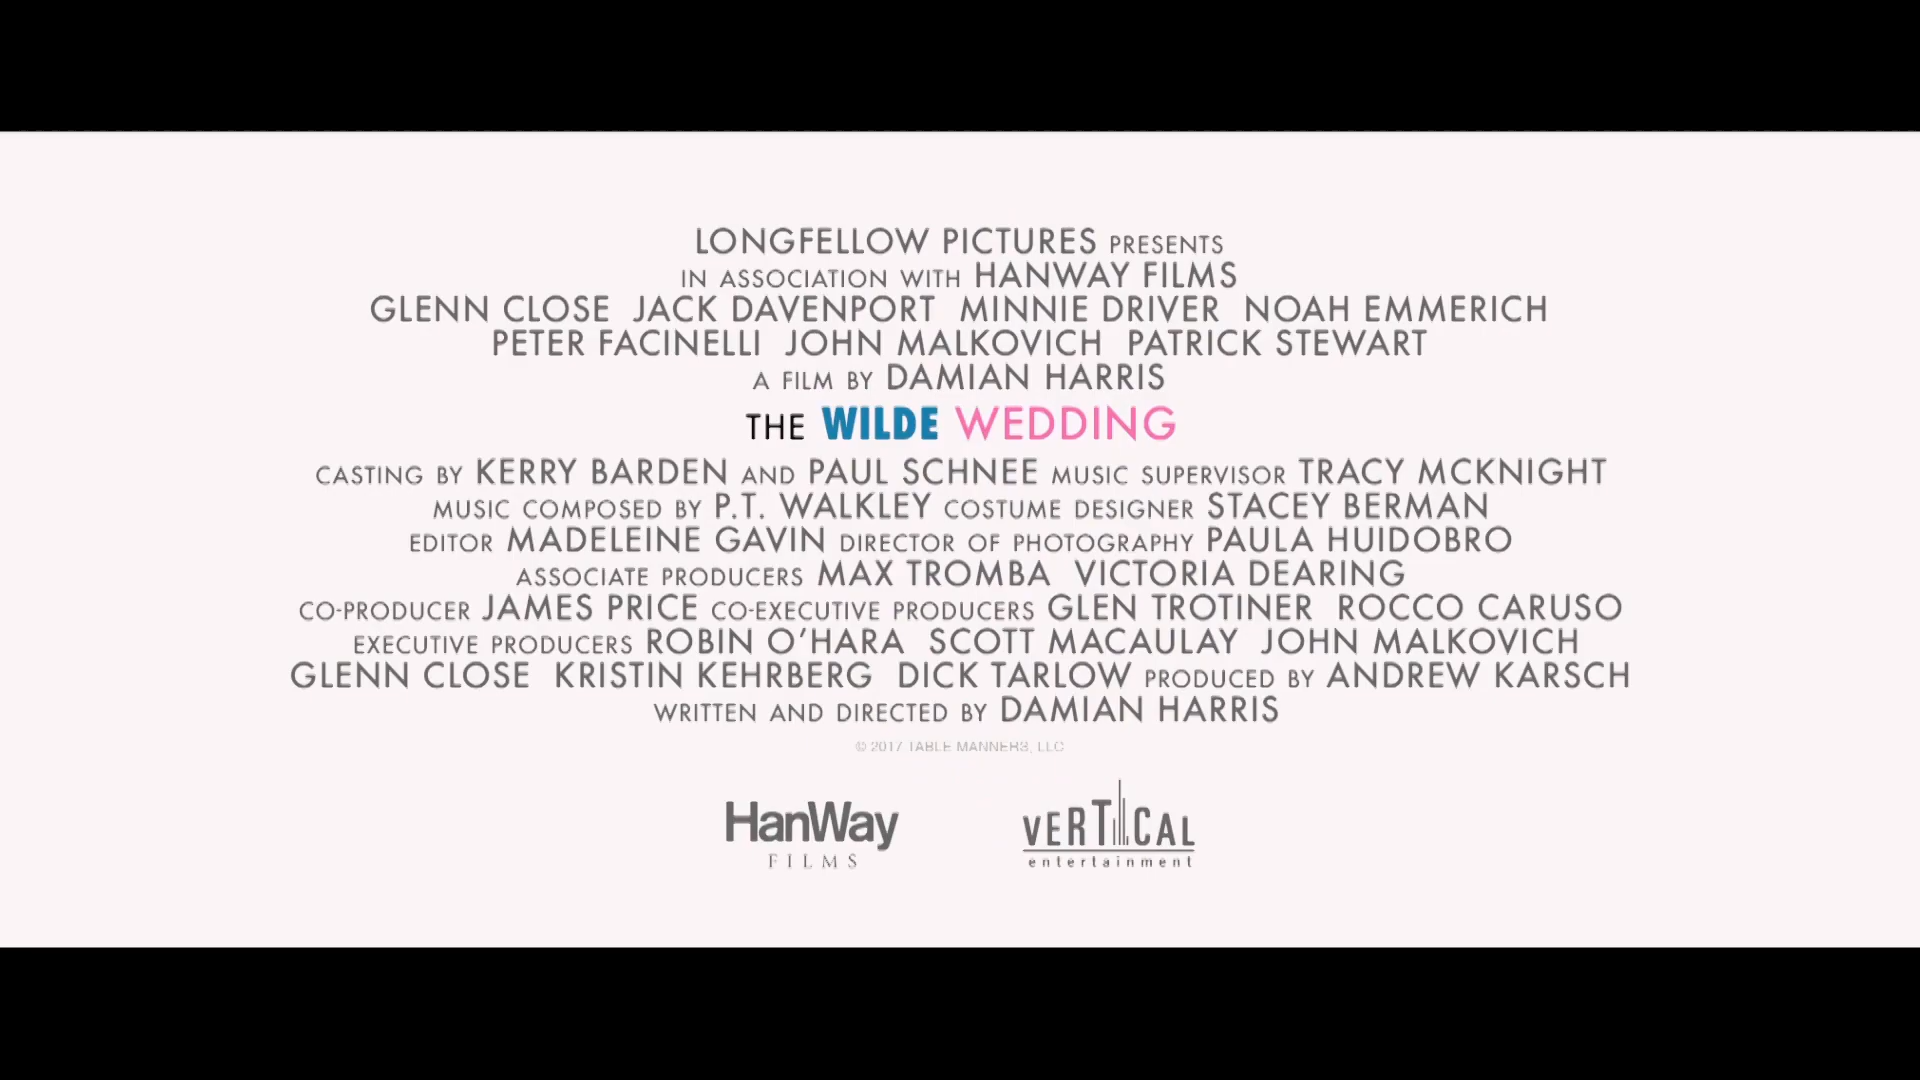 LONGFELLOW PICTURES PRESENTS
IN ASSOCIATION WITH HANWAY FILMS
GLENN CLOSE JACK DAVENPORT MINNIE DRIVER NOAH EMMERICH
PETER FACINELLI JOHN MALKOVICH PATRICK STEWART
A FILM BY DAMIAN HARRIS
THE WILDE WEDDING
CASTING BY KERRY BARDEN AND PAUL SCHNEE MUSIC SUPERVISOR TRACY MCKNIGHT
MUSIC COMPOSED BY P.T. WALKLEY COSTUME DESIGNER STACEY BERMAN
EDITOR MADELEINE GAVIN DIRECTOR OF PHOTOGRAPHY PAULA HUIDOBRO
ASSOCIATE PRODUCERS MAX TROMBA VICTORIA DEARING
CO-PRODUCER JAMES PRICE CO-EXECUTIVE PRODUCERS GLEN TROTINER ROCCO CARUSO
EXECUTIVE PRODUCERS ROBIN O'HARA SCOTT MACAULAY JOHN MALKOVICH
GLENN CLOSE KRISTIN KEHRBERG DICK TARLOW PRODUCED BY ANDREW KARSCH
WRITTEN AND DIRECTED BY DAMIAN HARRIS
© 2017 TABLE MANNERS, LLC
HanWay
FILMS
VERTICAL
entertainment